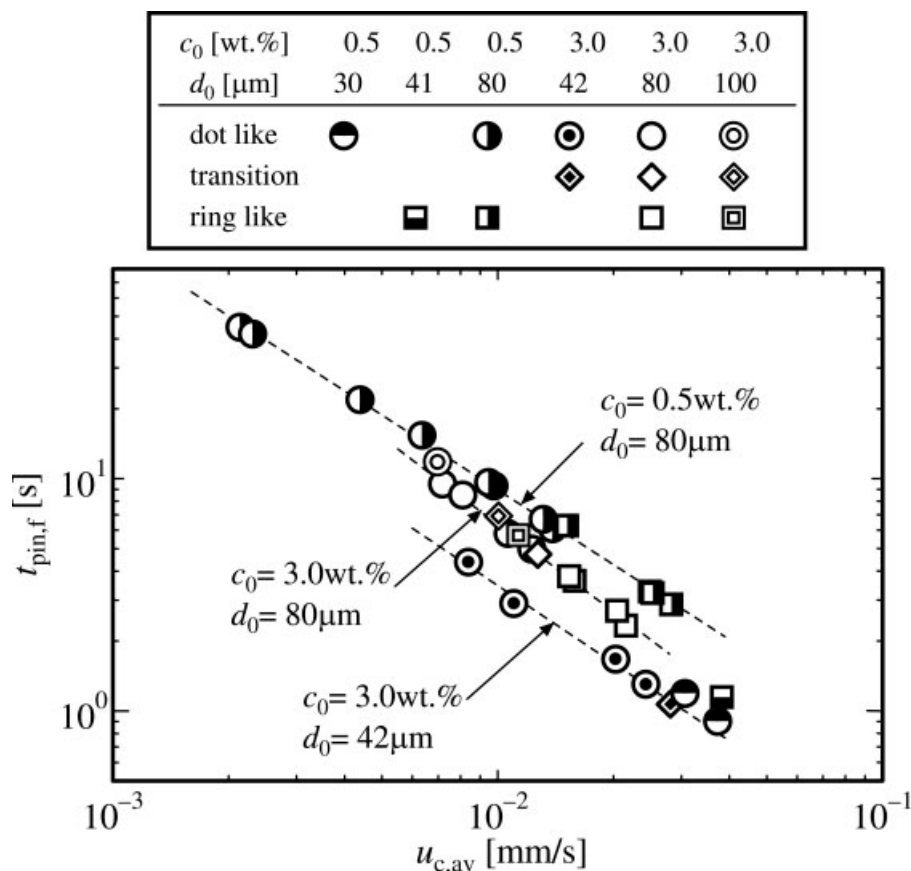 c₀ [wt.%] 0.5 0.5 0.5 3.0 3.0 3.0
d₀ [μm] 30 41 80 42 80 100
dot like
transition
ring like
c₀= 0.5wt.%
d₀= 80μm
10¹
c₀= 3.0wt.%
d₀= 80μm
c₀= 3.0wt.%
d₀= 42μm
10⁰
t_pin,f [s]
10⁻³ 10⁻² 10⁻¹
u_c,av [mm/s]